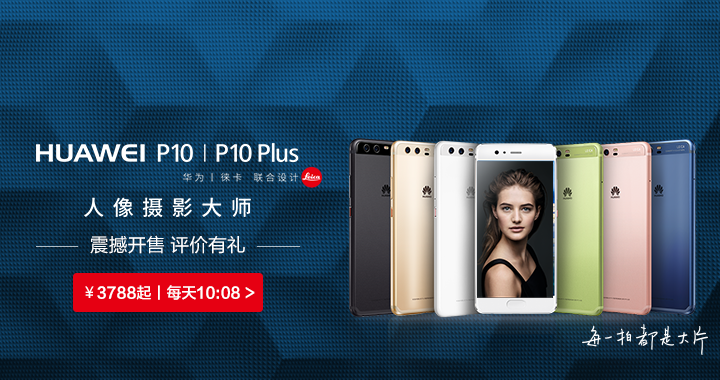 HUAWEI P10 | P10 Plus
华为 | 徕卡 联合设计 Leica
人像摄影大师
震撼开售 评价有礼
¥3788起 | 每天10:08 >
HUAWEI
每一拍都是大片